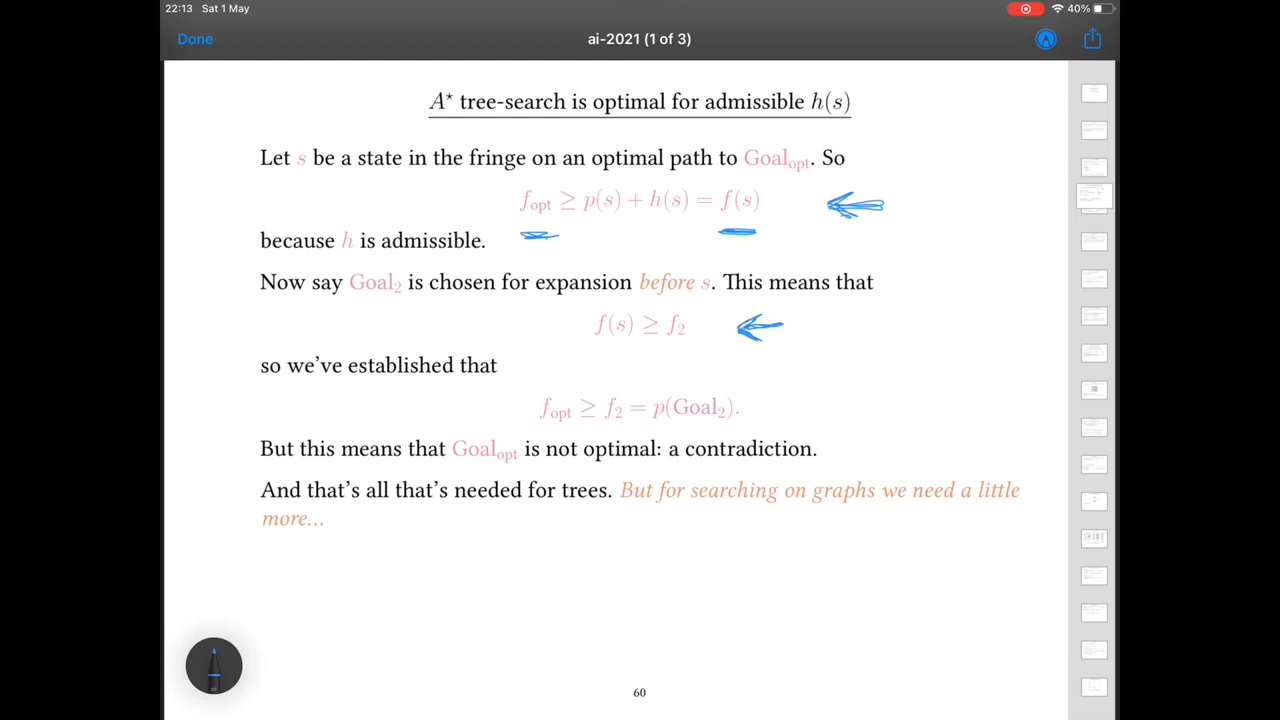 22:13 Sat 1 May
40%
Done
ai-2021 (1 of 3)
A⋆ tree-search is optimal for admissible h(s)
Let s be a state in the fringe on an optimal path to Goal_opt. So
f_opt ≥ p(s) + h(s) = f(s)
because h is admissible.
Now say Goal₂ is chosen for expansion before s. This means that
f(s) ≥ f₂
so we’ve established that
f_opt ≥ f₂ = p(Goal₂).
But this means that Goal_opt is not optimal: a contradiction.
And that’s all that’s needed for trees. But for searching on graphs we need a little
more…
60